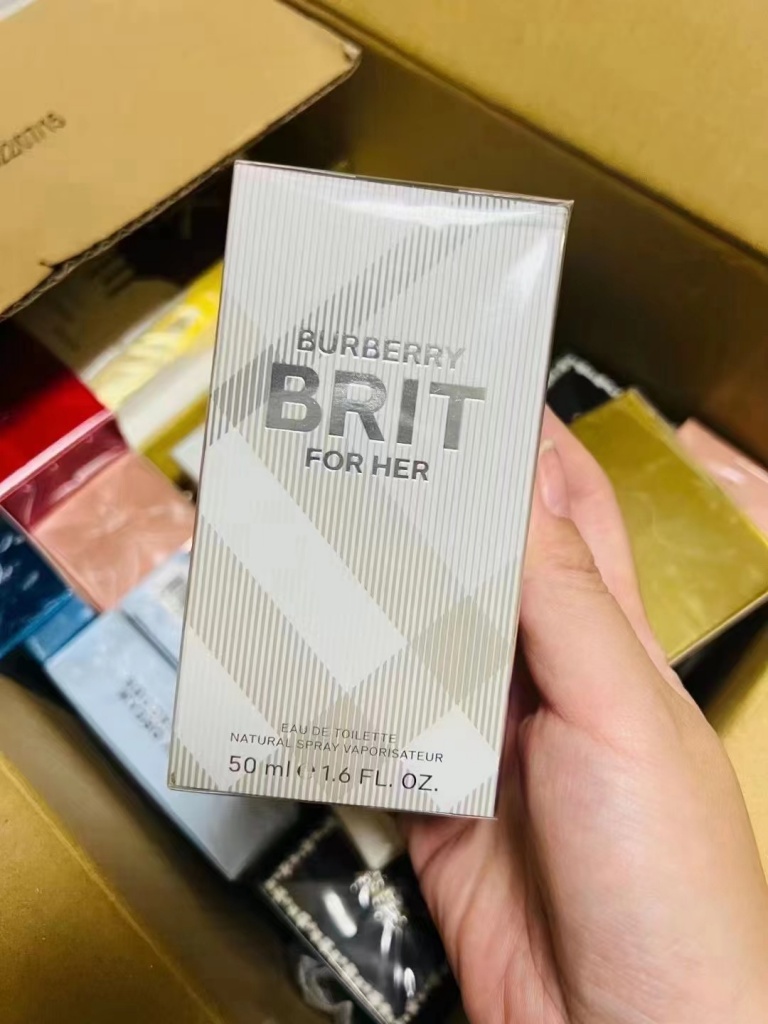 BURBERRY
BRIT
FOR HER
EAU DE TOILETTE
NATURAL SPRAY VAPORISATEUR
50 ml e 1.6 FL. OZ.